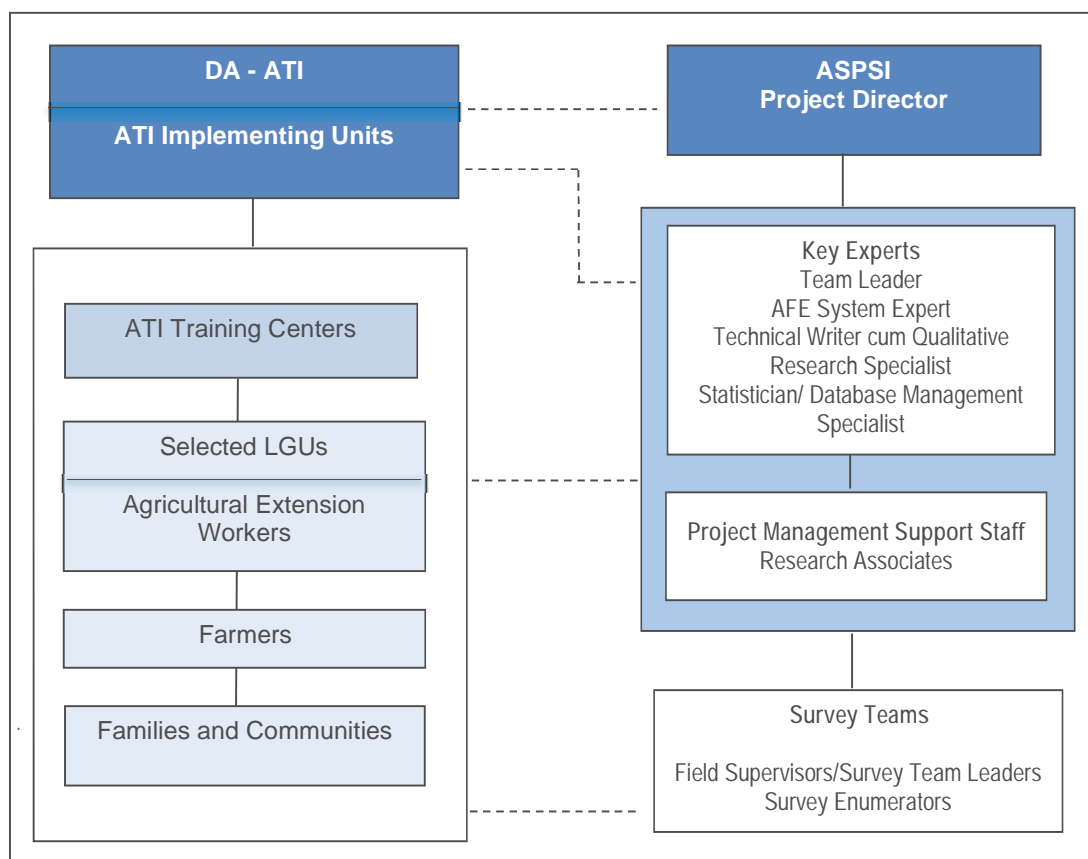 DA - ATI
ATI Implementing Units
ATI Training Centers
Selected LGUs
Agricultural Extension
Workers
Farmers
Families and Communities
ASPSI
Project Director
Key Experts
Team Leader
AFE System Expert
Technical Writer cum Qualitative
Research Specialist
Statistician/ Database Management
Specialist
Project Management Support Staff
Research Associates
Survey Teams
Field Supervisors/Survey Team Leaders
Survey Enumerators